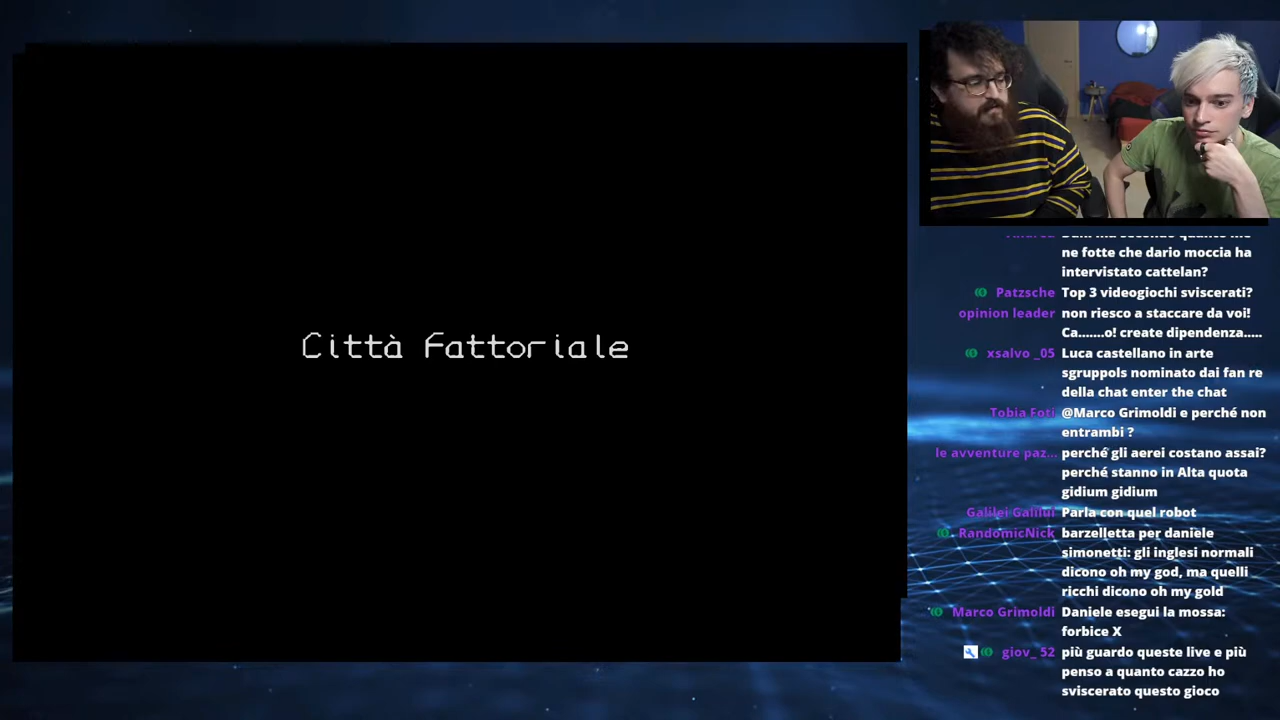 Città Fattoriale
ne fotte che dario moccia ha
intervistato cattelan?
Patzsche Top 3 videogiochi sviscerati?
opinion leader non riesco a staccare da voi!
Ca.......o! create dipendenza.....
xsalvo _05 Luca castellano in arte
sgruppols nominato dai fan re
della chat enter the chat
Tobia Foti @Marco Grimoldi e perché non
entrambi ?
le avventure paz... perché gli aerei costano assai?
perché stanno in Alta quota
gidium gidium
Galilei Galilui Parla con quel robot
RandomicNick barzelletta per daniele
simonetti: gli inglesi normali
dicono oh my god, ma quelli
ricchi dicono oh my gold
Marco Grimoldi Daniele esegui la mossa:
forbice X
giov_ 52 più guardo queste live e più
penso a quanto cazzo ho
sviscerato questo gioco